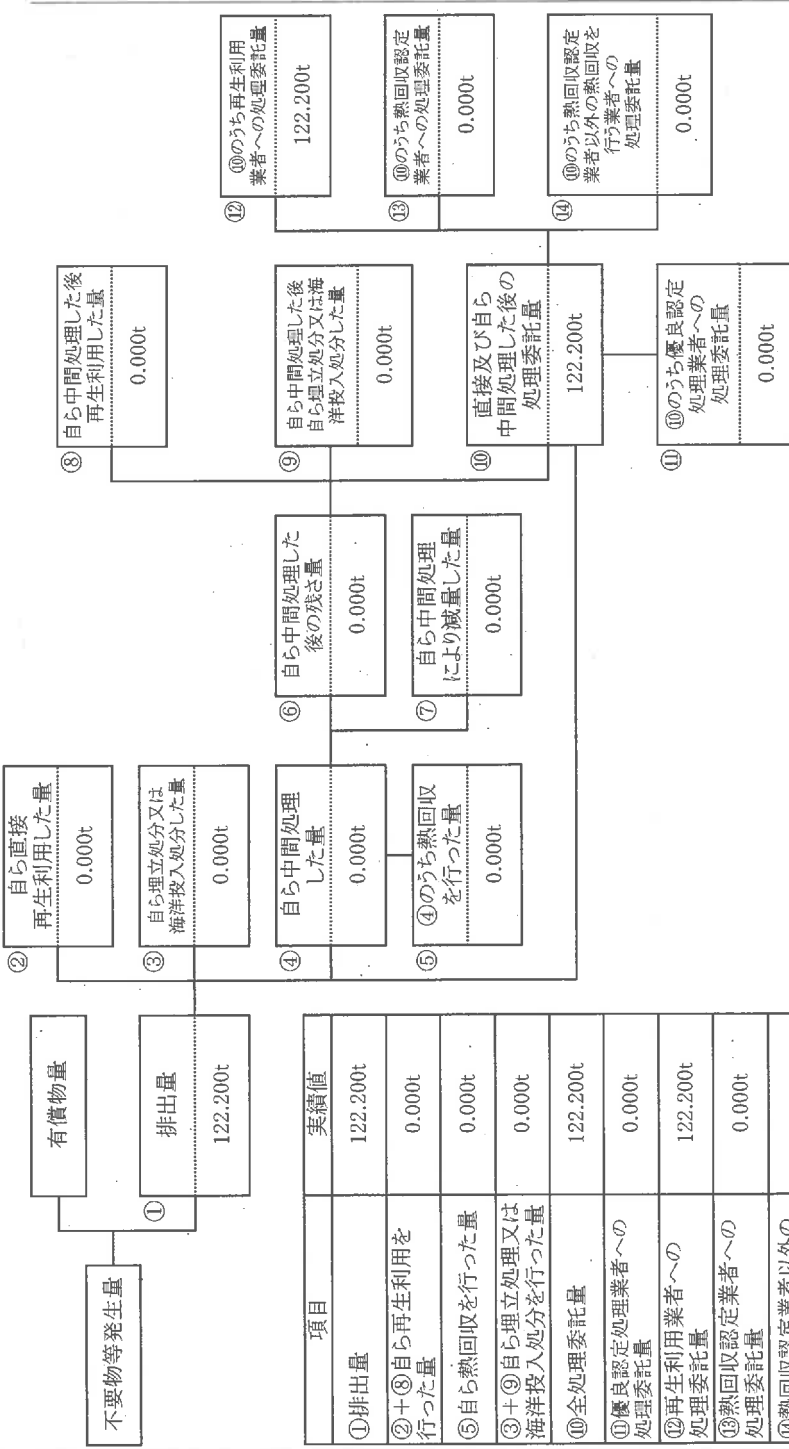 不要物等発生量
有償物量
①
排出量
122.200t
②
自ら直接
再生利用した量
0.000t
③
自ら埋立処分又は
海洋投入処分した量
0.000t
④
自ら中間処理
した量
0.000t
⑤
④のうち熱回収
を行った量
0.000t
⑥
自ら中間処理した
後の残さ量
0.000t
⑦
自ら中間処理
により減量した量
0.000t
⑧
自ら中間処理した後
再生利用した量
0.000t
⑨
自ら中間処理した後
自ら埋立処分又は海
洋投入処分した量
0.000t
⑩
直接及び自ら
中間処理した後の
処理委託量
122.200t
⑪
⑩のうち優良認定
処理業者への
処理委託量
0.000t
⑫
⑩のうち再生利用
業者への処理委託量
122.200t
⑬
⑩のうち熱回収認定
業者への処理委託量
0.000t
⑭
⑩のうち熱回収認定
業者以外の熱回収を
行う業者への
処理委託量
0.000t
項目
実績値
①排出量
122.200t
②+⑧自ら再生利用を
行った量
0.000t
⑤自ら熱回収を行った量
0.000t
③+⑨自ら埋立処理又は
海洋投入処分を行った量
0.000t
⑩全処理委託量
122.200t
⑪優良認定処理業者への
処理委託量
0.000t
⑫再生利用業者への
処理委託量
122.200t
⑬熱回収認定業者への
処理委託量
0.000t
⑭熱回収認定業者以外の